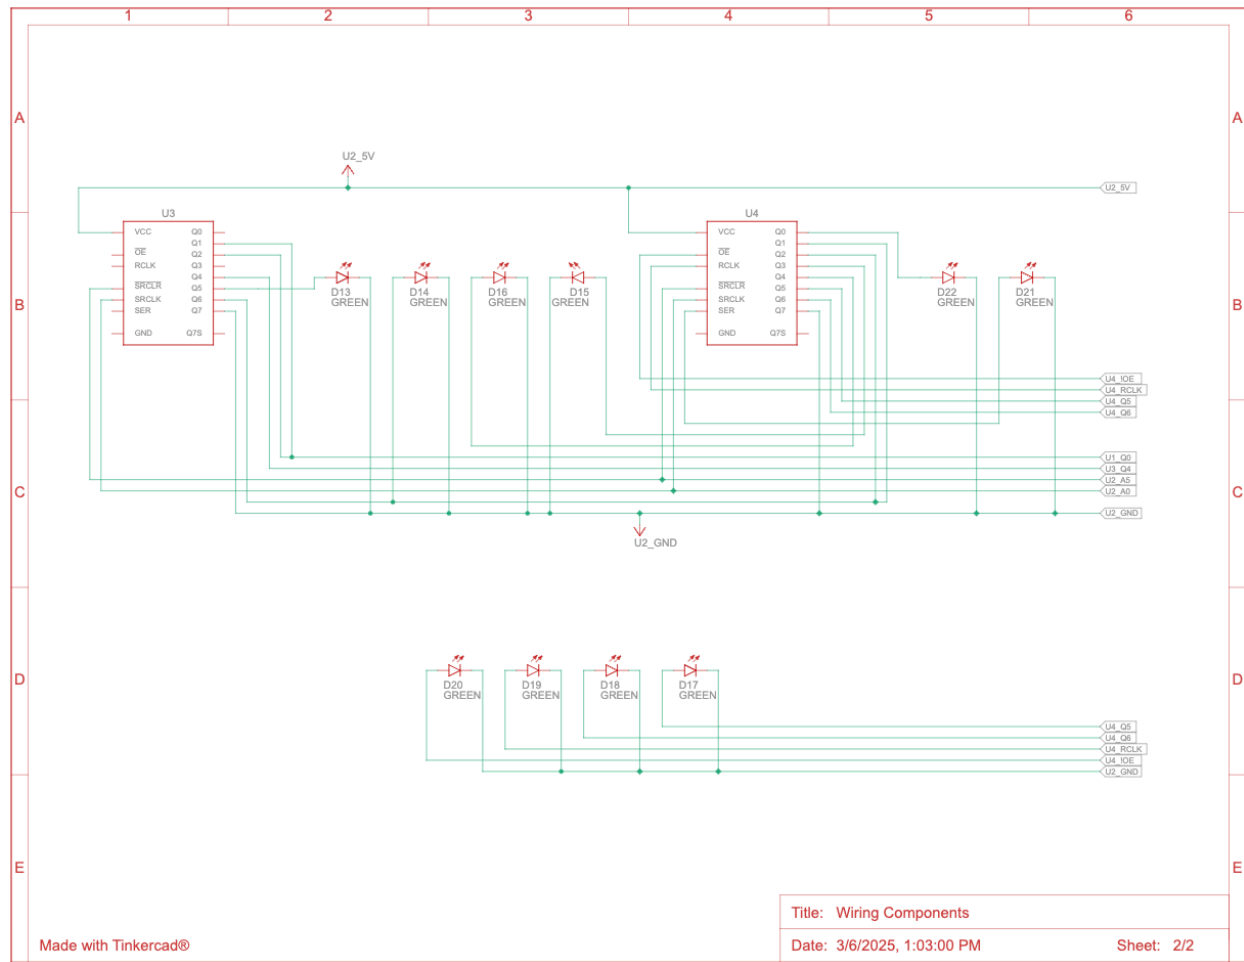 1 2 3 4 5 6
A A
U2_5V
U2_5V
U3 U4
VCC Q0 VCC Q0
Q1 Q1
OE Q2 OE Q2
RCLK Q3 RCLK Q3
Q4 Q4
SRCLR Q5 SRCLR Q5
SRCLK Q6 SRCLK Q6
SER Q7 SER Q7
GND Q7S GND Q7S
B B
D13 D14 D16 D15 D22 D21
GREEN GREEN GREEN GREEN GREEN GREEN
U4_!OE
U4_RCLK
U4_Q5
U4_Q6
U1_Q0
U3_Q4
U2_A5
C C
U2_A0
U2_GND
U2_GND
D D
D20 D19 D18 D17
GREEN GREEN GREEN GREEN
U4_Q5
U4_Q6
U4_RCLK
U4_!OE
U2_GND
E E
Title: Wiring Components
Made with Tinkercad®
Date: 3/6/2025, 1:03:00 PM Sheet: 2/2